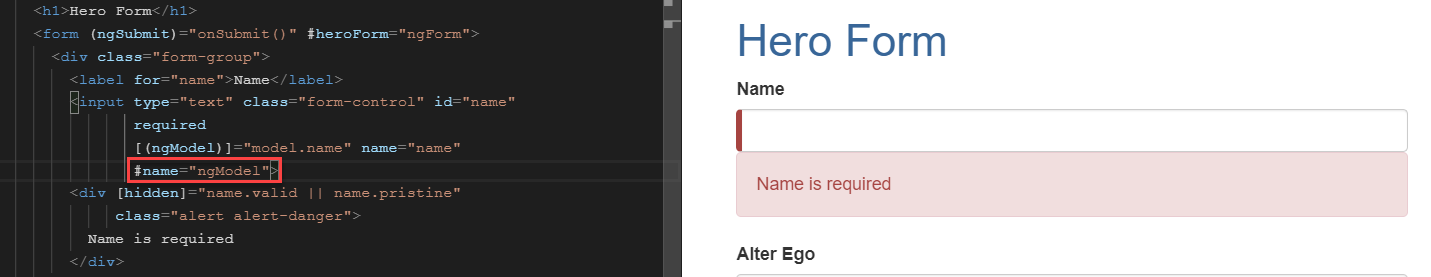 <h1>Hero Form</h1>
<form (ngSubmit)="onSubmit()" #heroForm="ngForm">
<div class="form-group">
<label for="name">Name</label>
<input type="text" class="form-control" id="name"
required
[(ngModel)]="model.name" name="name"
#name="ngModel">
<div [hidden]="name.valid || name.pristine"
class="alert alert-danger">
Name is required
</div>
Hero Form
Name
Name is required
Alter Ego